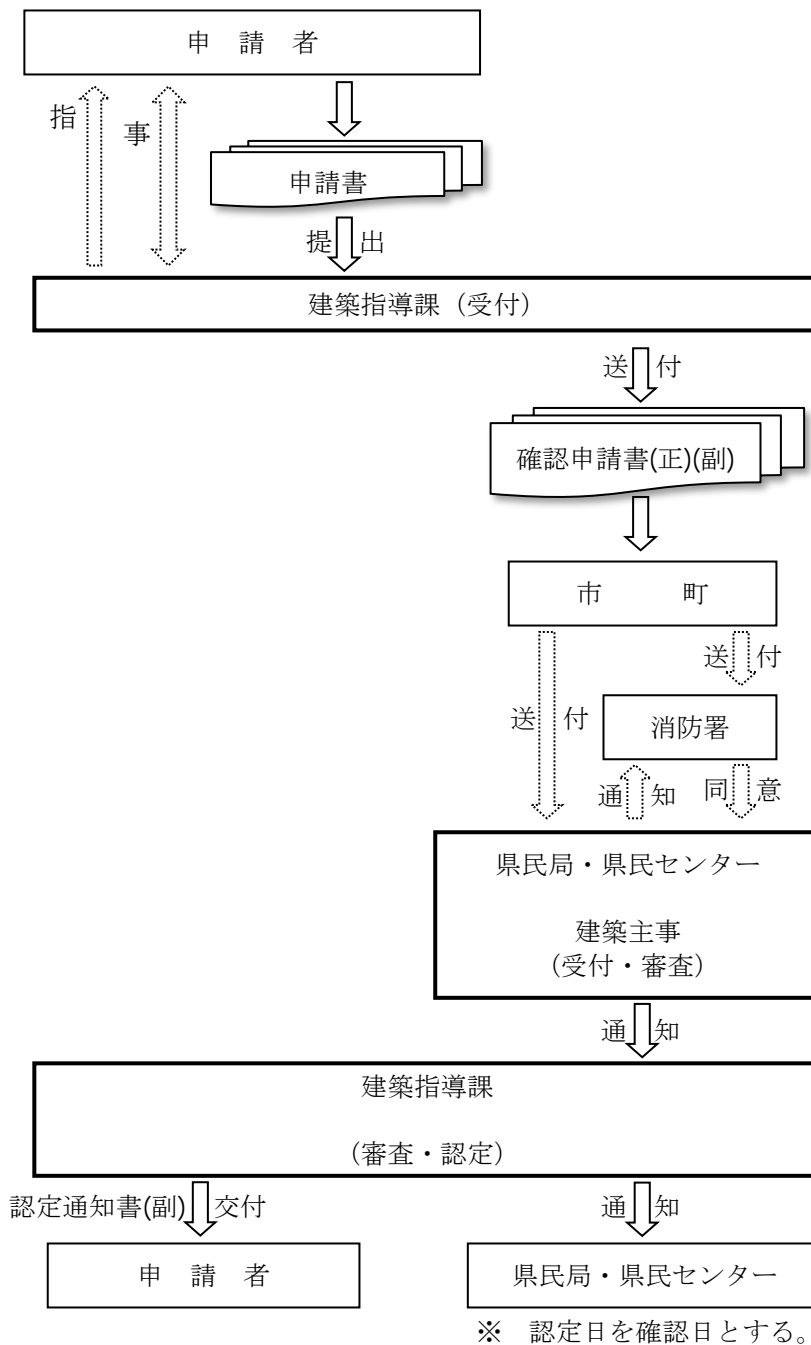 申 請 者
指
事
申請書
提 出
建築指導課（受付）
送 付
確認申請書(正)(副)
市 町
送 付
送 付
消防署
通 知
同 意
県民局・県民センター
建築主事
（受付・審査）
通 知
建築指導課
（審査・認定）
認定通知書(副) 交付
通 知
申 請 者
県民局・県民センター
※ 認定日を確認日とする。